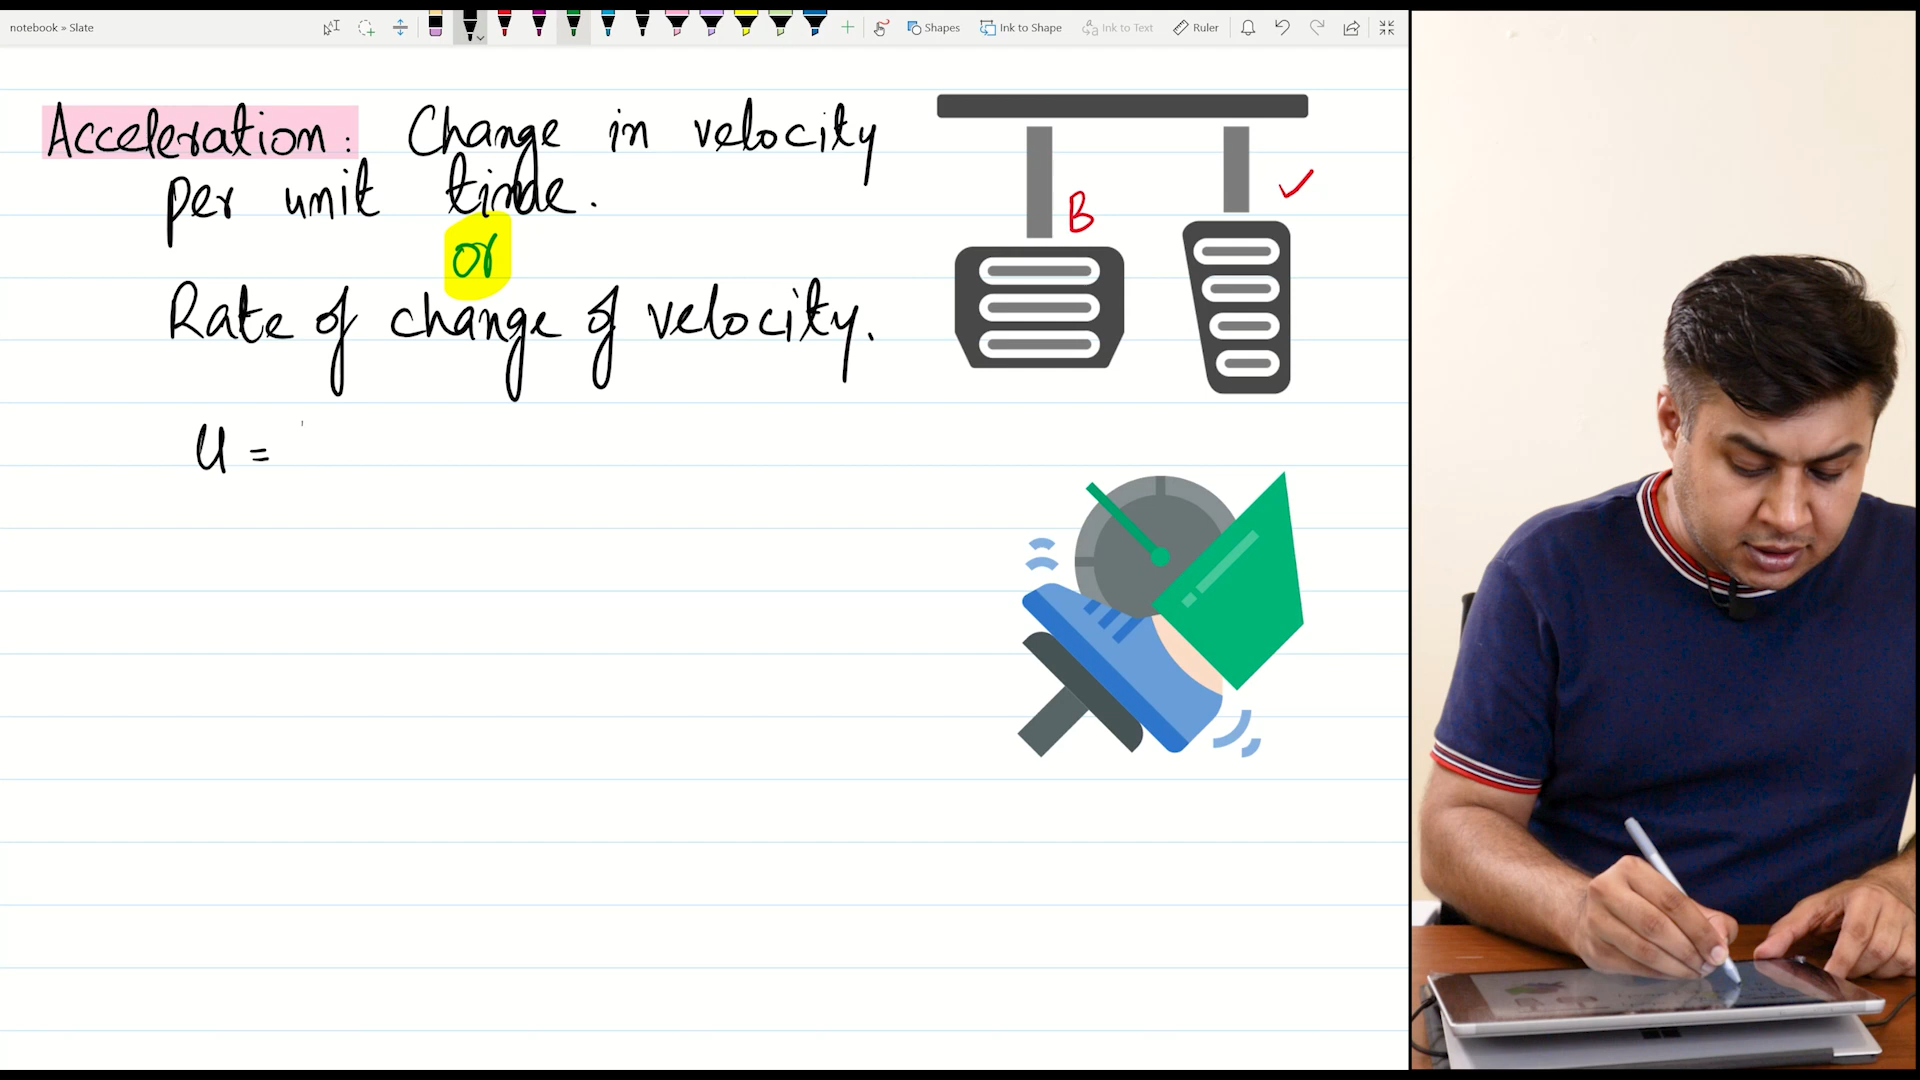 notebook » Slate
Shapes Ink to Shape Ink to Text Ruler
Acceleration: Change in velocity
per unit time.
or
Rate of change of velocity.
u =
B